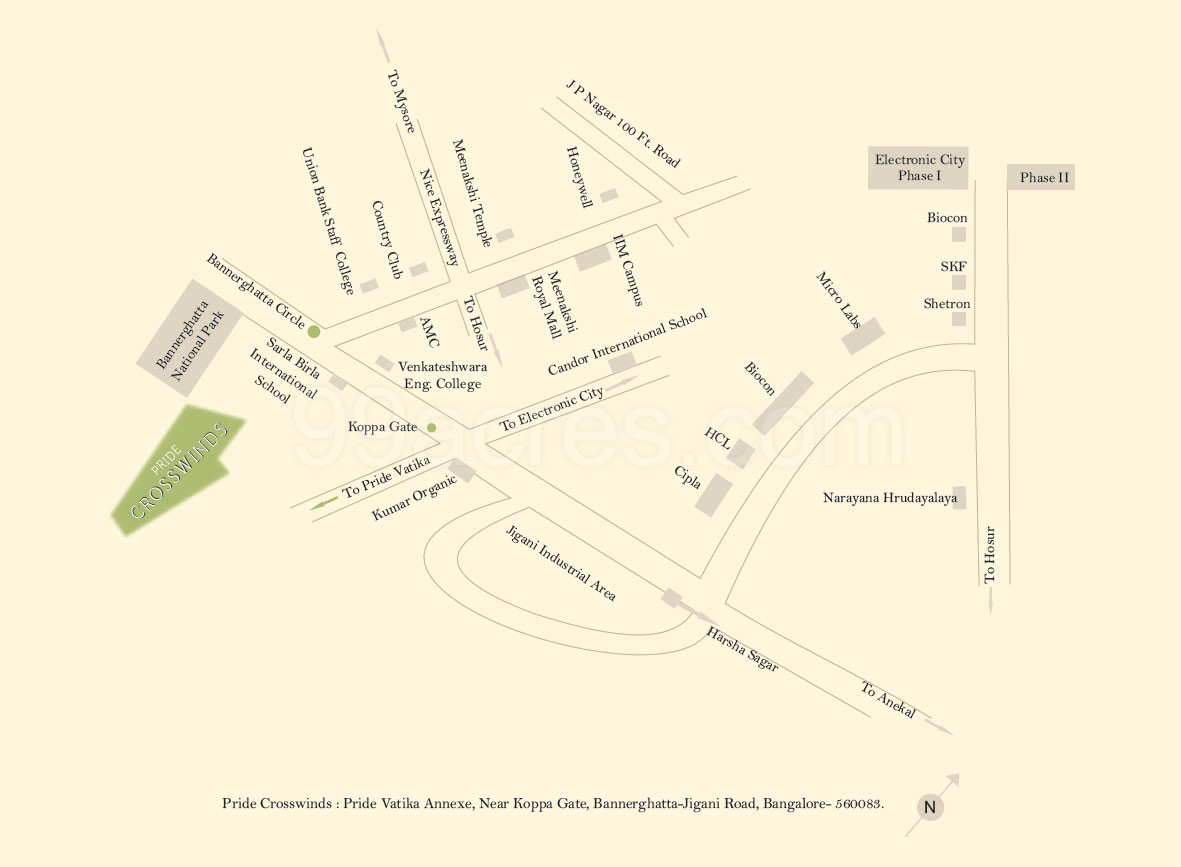 To Mysore
J P Nagar 100 Ft. Road
Union Bank Staff College
Country Club
Nice Expressway
Meenakshi Temple
Honeywell
Electronic City
Phase I
Phase II
Biocon
SKF
Shetron
Bannerghatta Circle
Bannerghatta
National Park
Sarla Birla
International
School
AMC
To Hosur
Meenakshi
Royal Mall
IIM Campus
Micro Labs
Venkateshwara
Eng. College
Candor International School
To Electronic City
Koppa Gate
PRIDE
CROSSWINDS
99acres.com
To Pride Vatika
Kumar Organic
Biocon
HCL
Cipla
Narayana Hrudayalaya
To Hosur
Jigani Industrial Area
Harsha Sagar
To Anekal
Pride Crosswinds : Pride Vatika Annexe, Near Koppa Gate, Bannerghatta-Jigani Road, Bangalore- 560083.
N